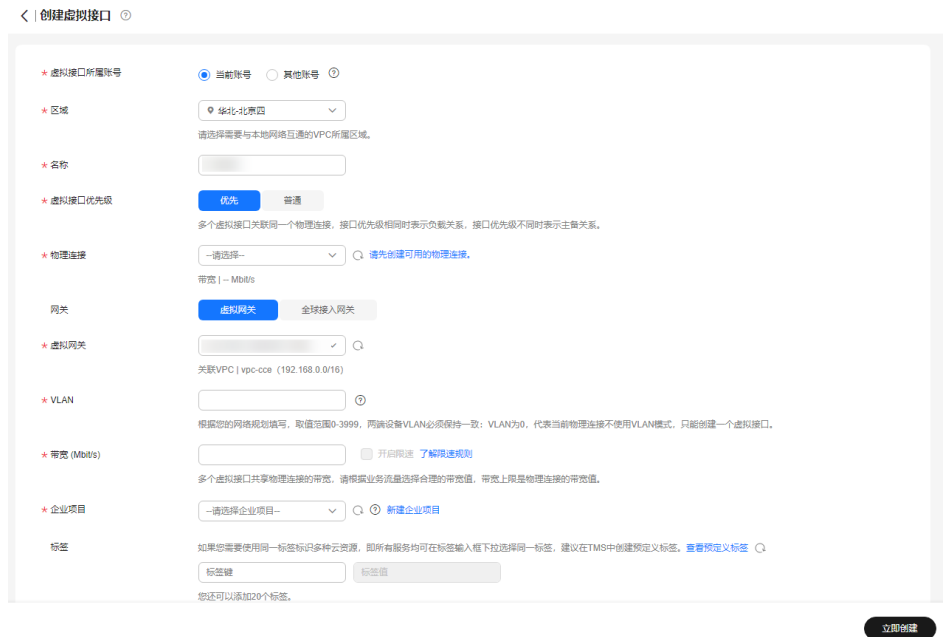 创建虚拟接口
* 虚拟接口所属账号 当前账号 其他账号
* 区域 华北-北京四
请选择需要与本地网络互通的VPC所属区域。
* 名称
* 虚拟接口优先级 优先 普通
多个虚拟接口关联同一个物理连接，接口优先级相同时表示负载关系，接口优先级不同时表示主备关系。
* 物理连接 --请选择-- 请先创建可用的物理连接。
带宽 | -- Mbit/s
网关 虚拟网关 全球接入网关
* 虚拟网关
关联VPC | vpc-cce（192.168.0.0/16）
* VLAN
根据您的网络规划填写，取值范围0-3999，两端设备VLAN必须保持一致：VLAN为0，代表当前物理连接不使用VLAN模式，只能创建一个虚拟接口。
* 带宽 (Mbit/s) 开启限速 了解限速规则
多个虚拟接口共享物理连接的带宽，请根据业务流量选择合理的带宽值，带宽上限是物理连接的带宽值。
* 企业项目 --请选择企业项目-- 新建企业项目
标签 如果您需要使用同一标签标识多种云资源，即所有服务均可在标签输入框下拉选择同一标签，建议在TMS中创建预定义标签。查看预定义标签
标签键 标签值
您还可以添加20个标签。
立即创建